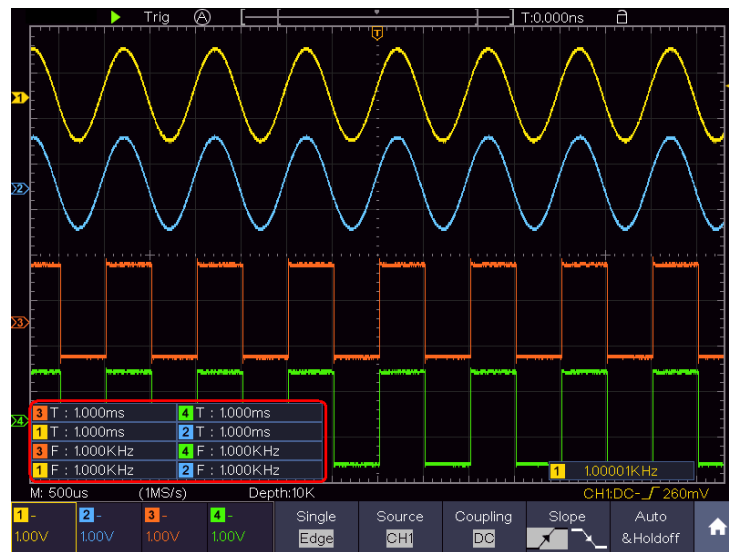 Trig A T:0.000ns
T
1
2
3
4
3 T : 1.000ms 4 T : 1.000ms
1 T : 1.000ms 2 T : 1.000ms
3 F : 1.000KHz 4 F : 1.000KHz
1 F : 1.000KHz 2 F : 1.000KHz
1 1.00001KHz
M: 500us (1MS/s) Depth:10K CH1:DC- 260mV
1 - 2 - 3 - 4 - Single Source Coupling Slope Auto
1.00V 1.00V 1.00V 1.00V Edge CH1 DC &Holdoff